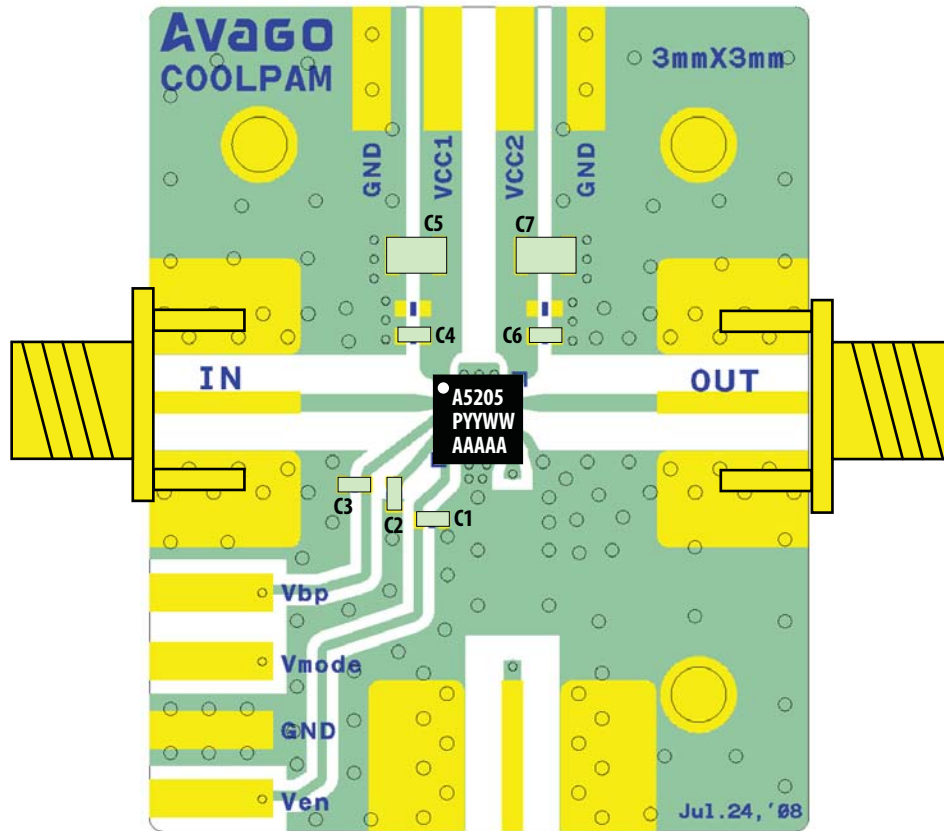 Avago
COOLPAM
3mmX3mm
GND
VCC1
VCC2
GND
C5
C7
C4
C6
IN
OUT
A5205
PYYWW
AAAAA
C3
C2
C1
Vbp
Vmode
GND
Ven
Jul.24,'08